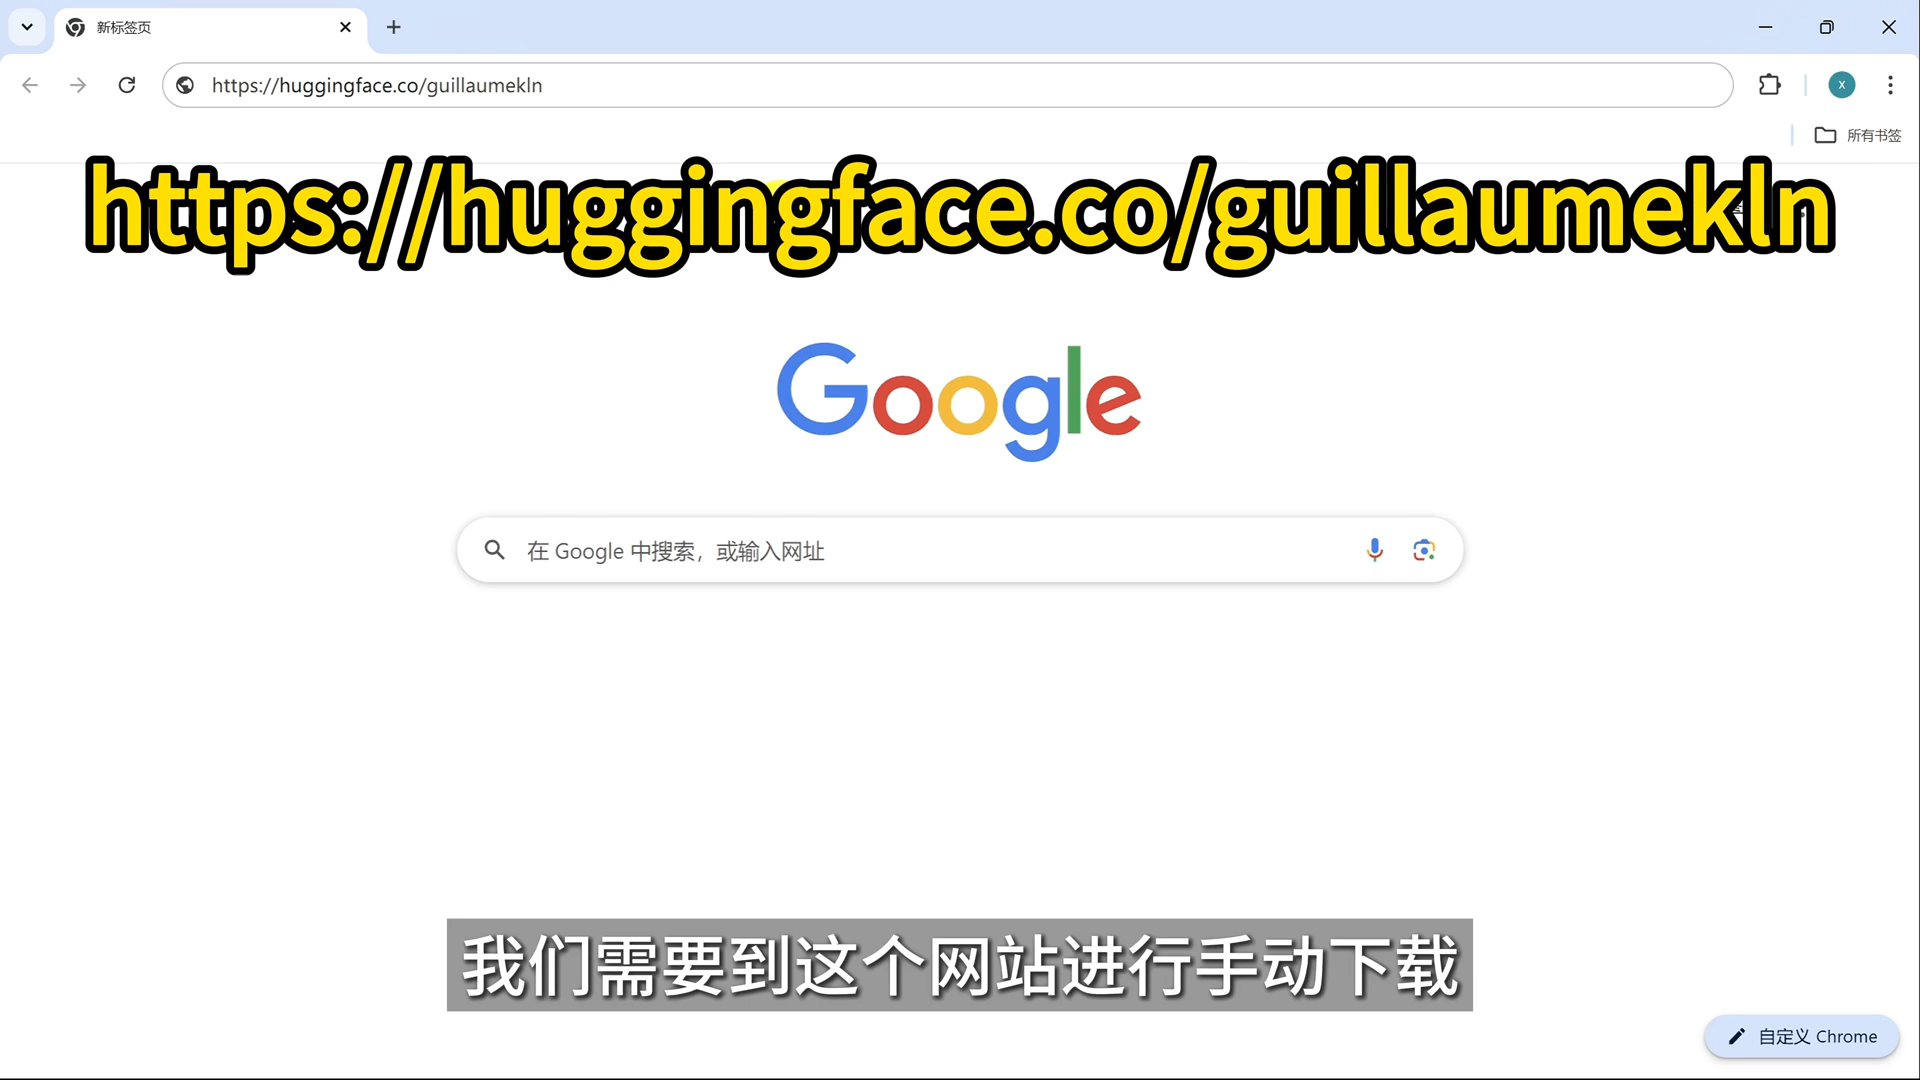 新标签页
https://huggingface.co/guillaumekln
X
所有书签
https://huggingface.co/guillaumekln
Google
在 Google 中搜索，或输入网址
我们需要到这个网站进行手动下载
自定义 Chrome